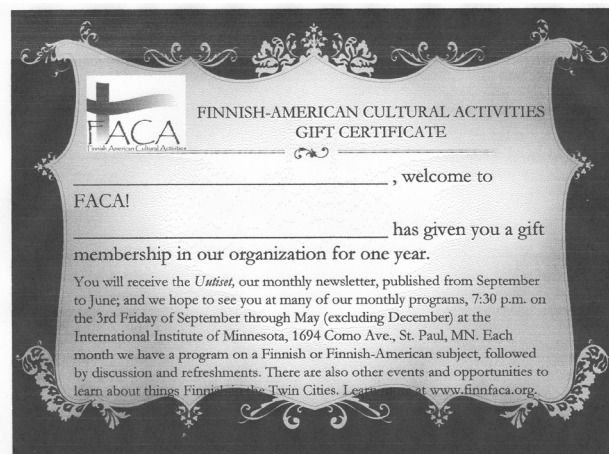 FACA
Finnish American Cultural Activities
FINNISH-AMERICAN CULTURAL ACTIVITIES
GIFT CERTIFICATE
, welcome to
FACA!
has given you a gift
membership in our organization for one year.
You will receive the Uutiset, our monthly newsletter, published from September
to June; and we hope to see you at many of our monthly programs, 7:30 p.m. on
the 3rd Friday of September through May (excluding December) at the
International Institute of Minnesota, 1694 Como Ave., St. Paul, MN. Each
month we have a program on a Finnish or Finnish-American subject, followed
by discussion and refreshments. There are also other events and opportunities to
learn about things the Twin Cities. at www.finnfaca.org.